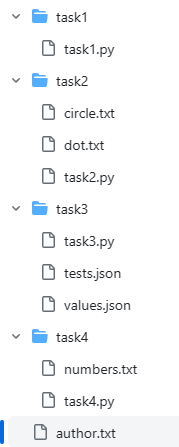 task1
task1.py
task2
circle.txt
dot.txt
task2.py
task3
task3.py
tests.json
values.json
task4
numbers.txt
task4.py
author.txt